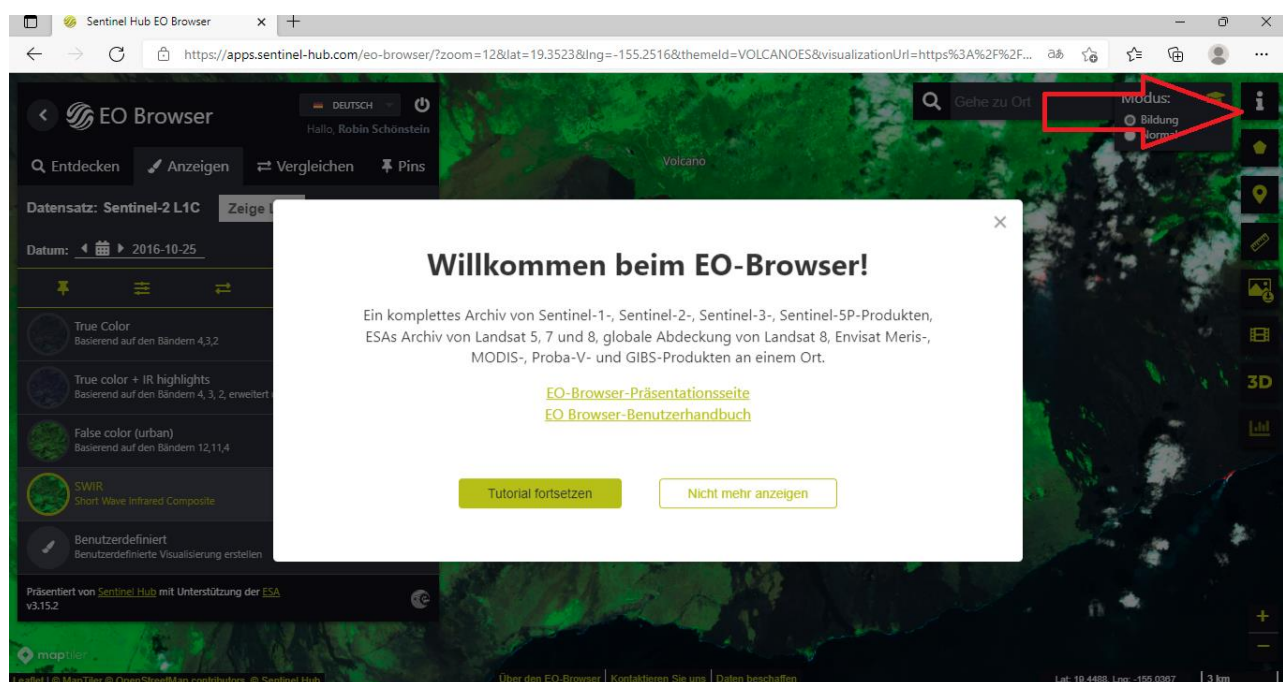 Sentinel Hub EO Browser
https://apps.sentinel-hub.com/eo-browser/?zoom=12&lat=19.3523&lng=-155.2516&themeId=VOLCANOES&visualizationUrl=https%3A%2F%2F...
EO Browser
DEUTSCH
Hallo, Robin Schönstein
Entdecken Anzeigen Vergleichen Pins
Datensatz: Sentinel-2 L1C Zeige L
Datum: 2016-10-25
True Color
Basierend auf den Bändern 4,3,2
True color + IR highlights
Basierend auf den Bändern 4, 3, 2, erweitert
False color (urban)
Basierend auf den Bändern 12,11,4
SWIR
Short Wave Infrared Composite
Benutzerdefiniert
Benutzerdefinierte Visualisierung erstellen
Präsentiert von Sentinel Hub mit Unterstützung der ESA
v3.15.2
maptiler
Leaflet | © MapTiler © OpenStreetMap contributors, © Sentinel Hub
Volcano
Gehe zu Ort
Modus:
Bildung
Normal
Willkommen beim EO-Browser!
Ein komplettes Archiv von Sentinel-1-, Sentinel-2-, Sentinel-3-, Sentinel-5P-Produkten,
ESAs Archiv von Landsat 5, 7 und 8, globale Abdeckung von Landsat 8, Envisat Meris-,
MODIS-, Proba-V- und GIBS-Produkten an einem Ort.
EO-Browser-Präsentationsseite
EO Browser-Benutzerhandbuch
Tutorial fortsetzen Nicht mehr anzeigen
3D
Über den EO-Browser | Kontaktieren Sie uns | Daten beschaffen
Lat: 19.4488, Lng: -155.0367 3 km